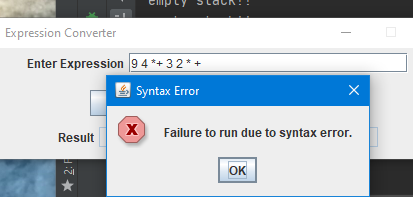 empty stack!!
Expression Converter
Enter Expression 9 4 *+ 3 2 * +
Syntax Error
Failure to run due to syntax error.
OK
Result
2: